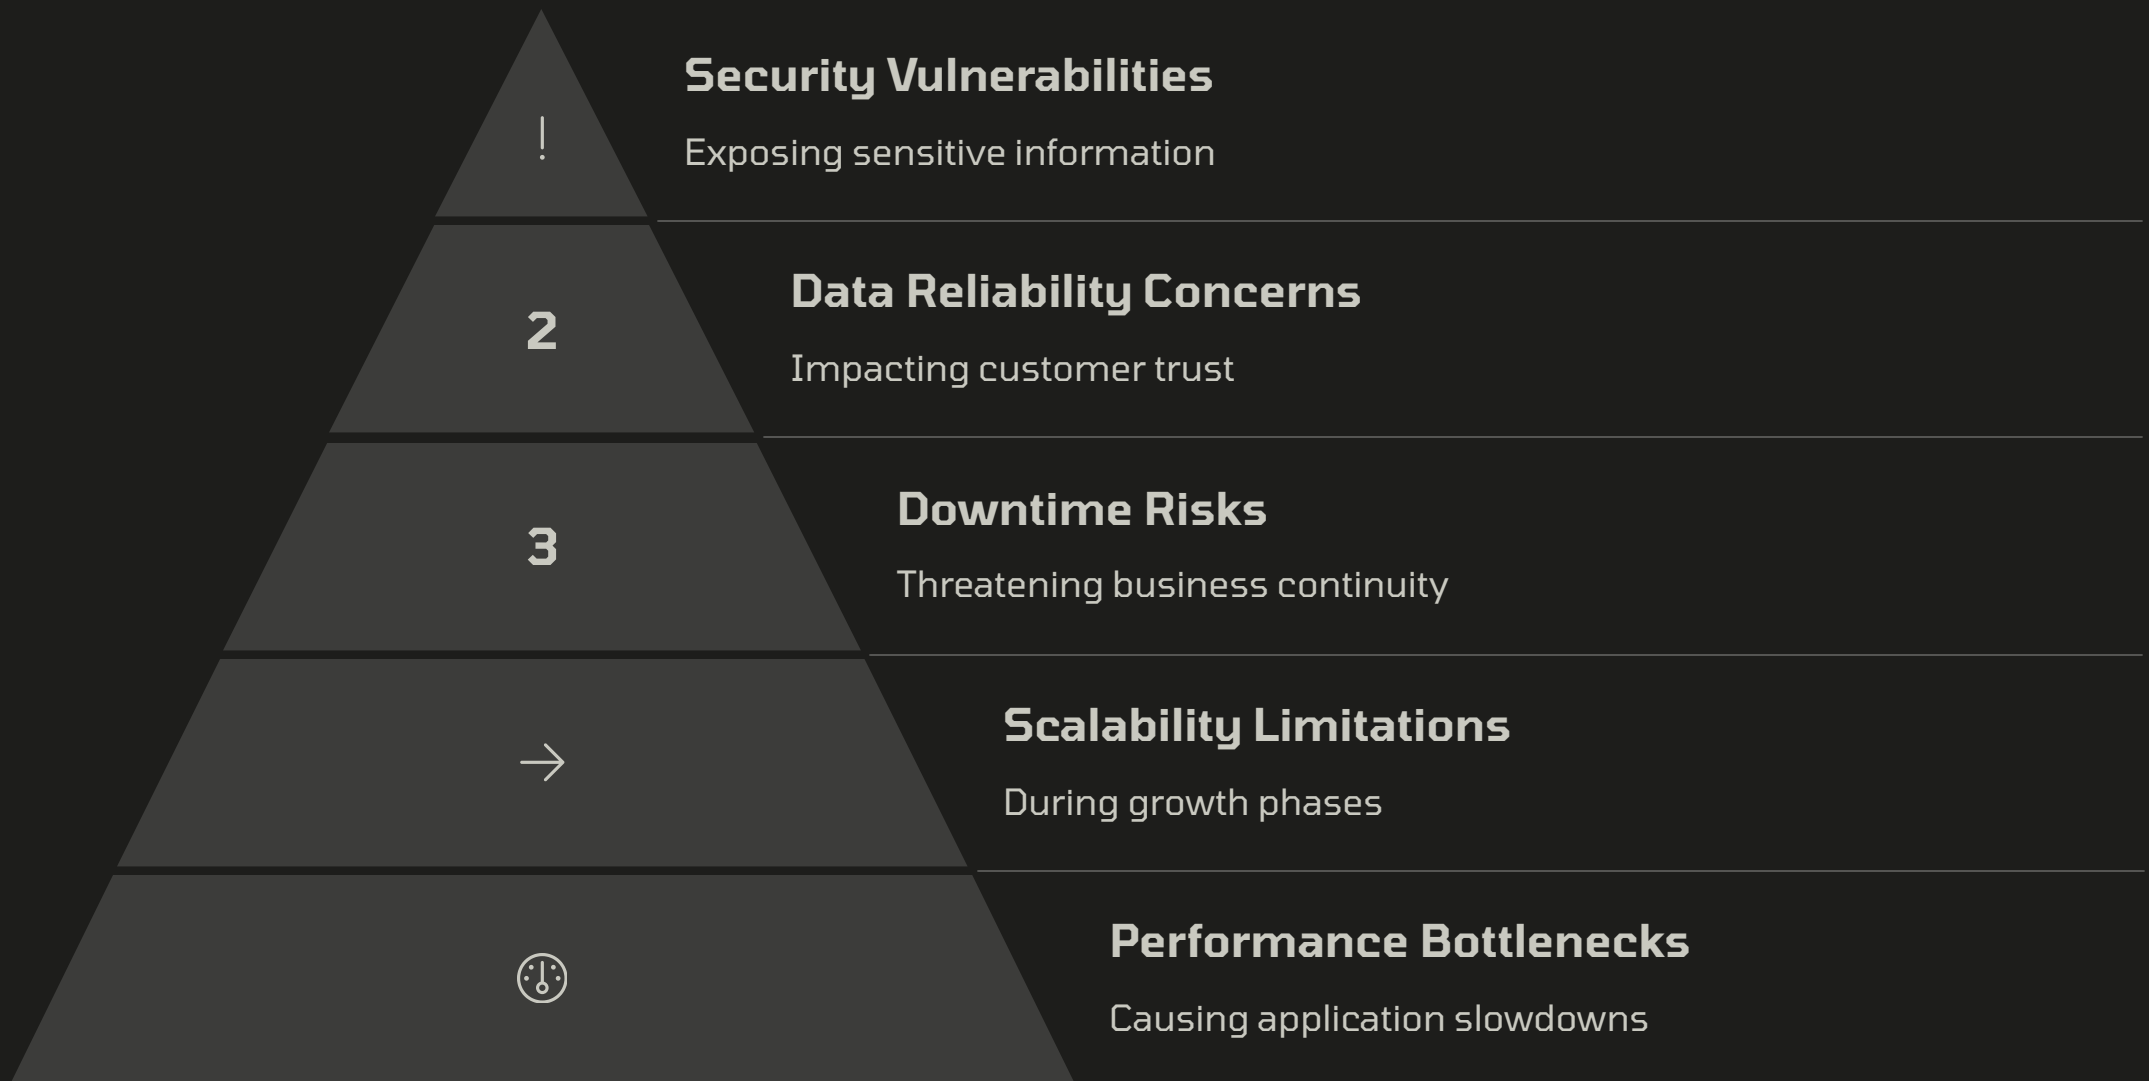 !
Security Vulnerabilities
Exposing sensitive information
2
Data Reliability Concerns
Impacting customer trust
3
Downtime Risks
Threatening business continuity
Scalability Limitations
During growth phases
Performance Bottlenecks
Causing application slowdowns